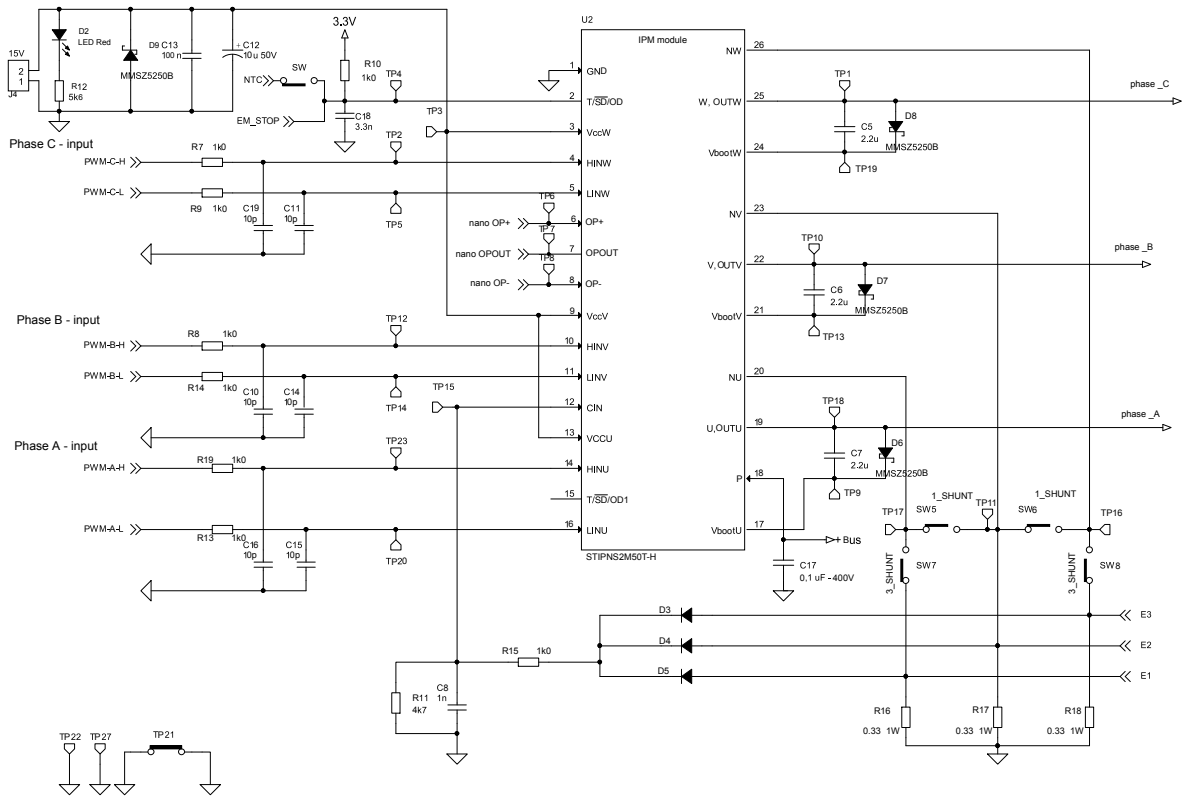 15V
2
1
J4
D2
LED Red
R12
5k6
D9
MMSZ5250B
C13
100 n
+
C12
10u 50V
3.3V
R10
1k0
NTC
SW
EM_STOP
C18
3.3n
TP4
TP3
Phase C - input
PWM-C-H
R7 1k0
TP2
PWM-C-L
R9 1k0
TP5
C19
10p
C11
10p
TP6
nano OP+
TP7
nano OPOUT
TP8
nano OP-
Phase B - input
PWM-B-H
R8 1k0
TP12
PWM-B-L
R14 1k0
TP14
C10
10p
C14
10p
TP15
Phase A - input
PWM-A-H
R19 1k0
TP23
PWM-A-L
R13 1k0
TP20
C16
10p
C15
10p
U2
IPM module
1 GND
2 T/SD/OD
3 VccW
4 HINW
5 LINW
6 OP+
7 OPOUT
8 OP-
9 VccV
10 HINV
11 LINV
12 CIN
13 VCCU
14 HINU
15 T/SD/OD1
16 LINU
NW 26
W, OUTW 25
VbootW 24
NV 23
V, OUTV 22
VbootV 21
NU 20
U,OUTU 19
P 18
VbootU 17
STIPNS2M50T-H
TP1
phase _C
C5
2.2u
D8
MMSZ5250B
TP19
TP10
phase _B
C6
2.2u
D7
MMSZ5250B
TP13
TP18
phase _A
C7
2.2u
D6
MMSZ5250B
TP9
+ Bus
C17
0,1 uF - 400V
TP17
1_SHUNT
SW5
TP11
1_SHUNT
SW6
TP16
3_SHUNT
SW7
3_SHUNT
SW8
D3
E3
D4
E2
D5
E1
R15 1k0
R11
4k7
C8
1n
R16
0.33 1W
R17
0.33 1W
R18
0.33 1W
TP22
TP27
TP21